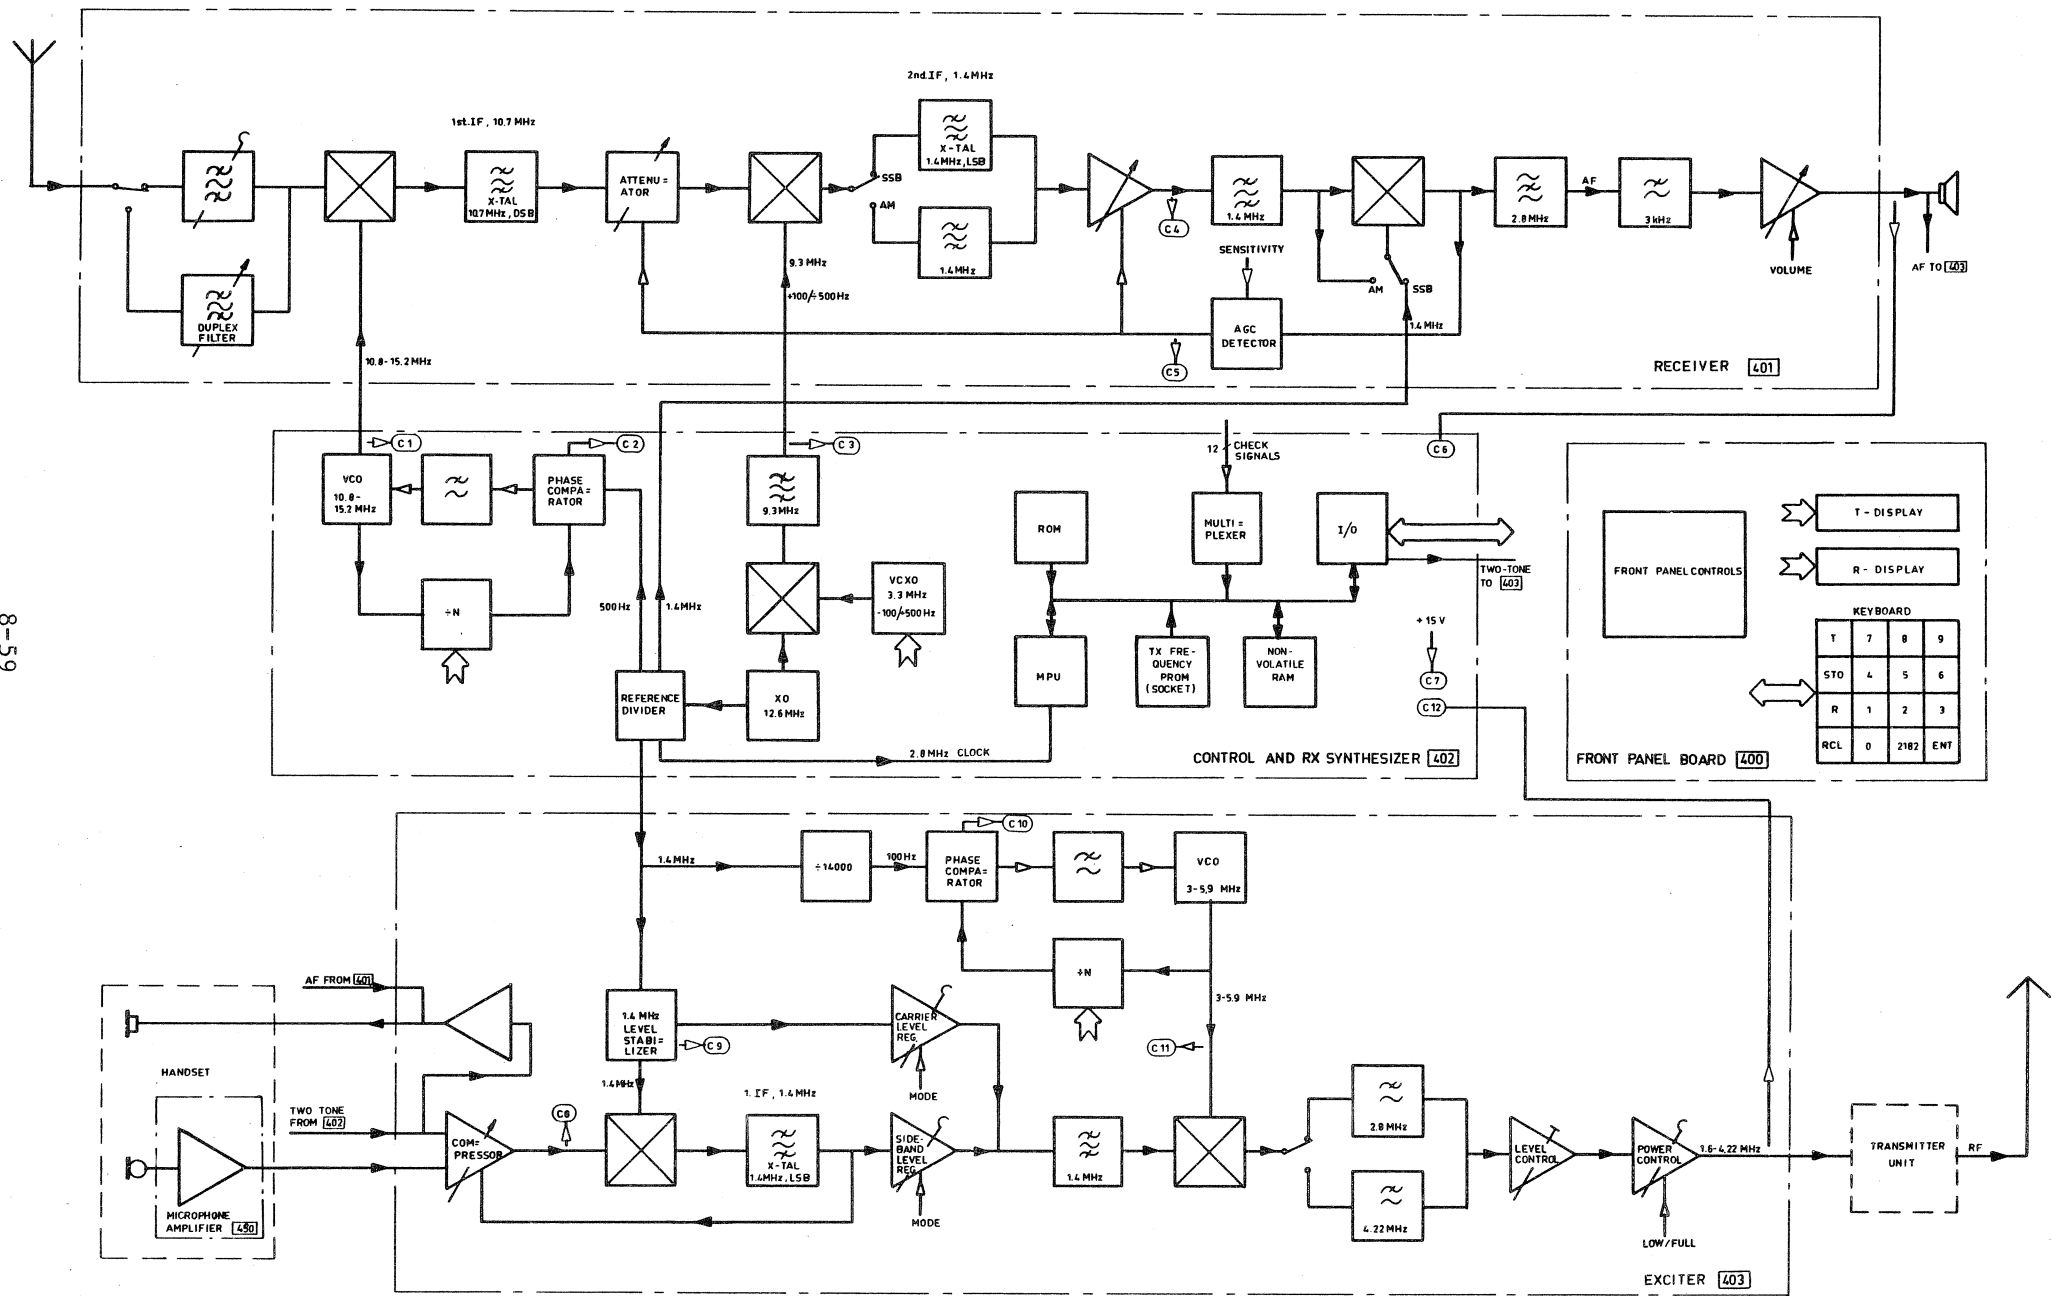 2nd.IF, 1.4MHz
1st.IF, 10.7 MHz
X-TAL
10.7MHz, DSB
ATTENU=
ATOR
SSB
AM
X-TAL
1.4MHz, LSB
1.4MHz
C4
1.4 MHz
SENSITIVITY
AGC
DETECTOR
C5
AM
SSB
1.4MHz
2.8MHz
AF
3kHz
VOLUME
AF TO 403
DUPLEX
FILTER
10.8-15.2 MHz
9.3 MHz
+100/÷500Hz
RECEIVER 401
C1
C2
C3
C6
VCO
10.8-
15.2 MHz
PHASE
COMPA=
RATOR
÷N
500Hz
1.4MHz
9.3MHz
VCXO
3.3 MHz
-100/+500Hz
XO
12.6MHz
REFERENCE
DIVIDER
2.8MHz CLOCK
12
CHECK
SIGNALS
ROM
MULTI=
PLEXER
I/O
TWO-TONE
TO 403
MPU
TX FRE-
QUENCY
PROM
(SOCKET)
NON-
VOLATILE
RAM
+15V
C7
C12
CONTROL AND RX SYNTHESIZER 402
FRONT PANEL CONTROLS
T - DISPLAY
R - DISPLAY
KEYBOARD
T 7 8 9
STO 4 5 6
R 1 2 3
RCL 0 2182 ENT
FRONT PANEL BOARD 400
8-59
1.4MHz
÷14000
100Hz
C10
PHASE
COMPA=
RATOR
VCO
3-5,9 MHz
÷N
3-5.9 MHz
C11
AF FROM 401
1.4 MHz
LEVEL
STABI=
LIZER
C9
1.4MHz
CARRIER
LEVEL
REG.
MODE
HANDSET
TWO TONE
FROM 402
MICROPHONE
AMPLIFIER 450
COM=
PRESSOR
C8
1. IF, 1.4 MHz
X-TAL
1.4MHz, LSB
SIDE-
BAND
LEVEL
REG.
MODE
1.4MHz
2.8 MHz
4.22MHz
LEVEL
CONTROL
POWER
CONTROL
LOW/FULL
1.6-4.22 MHz
TRANSMITTER
UNIT
RF
EXCITER 403